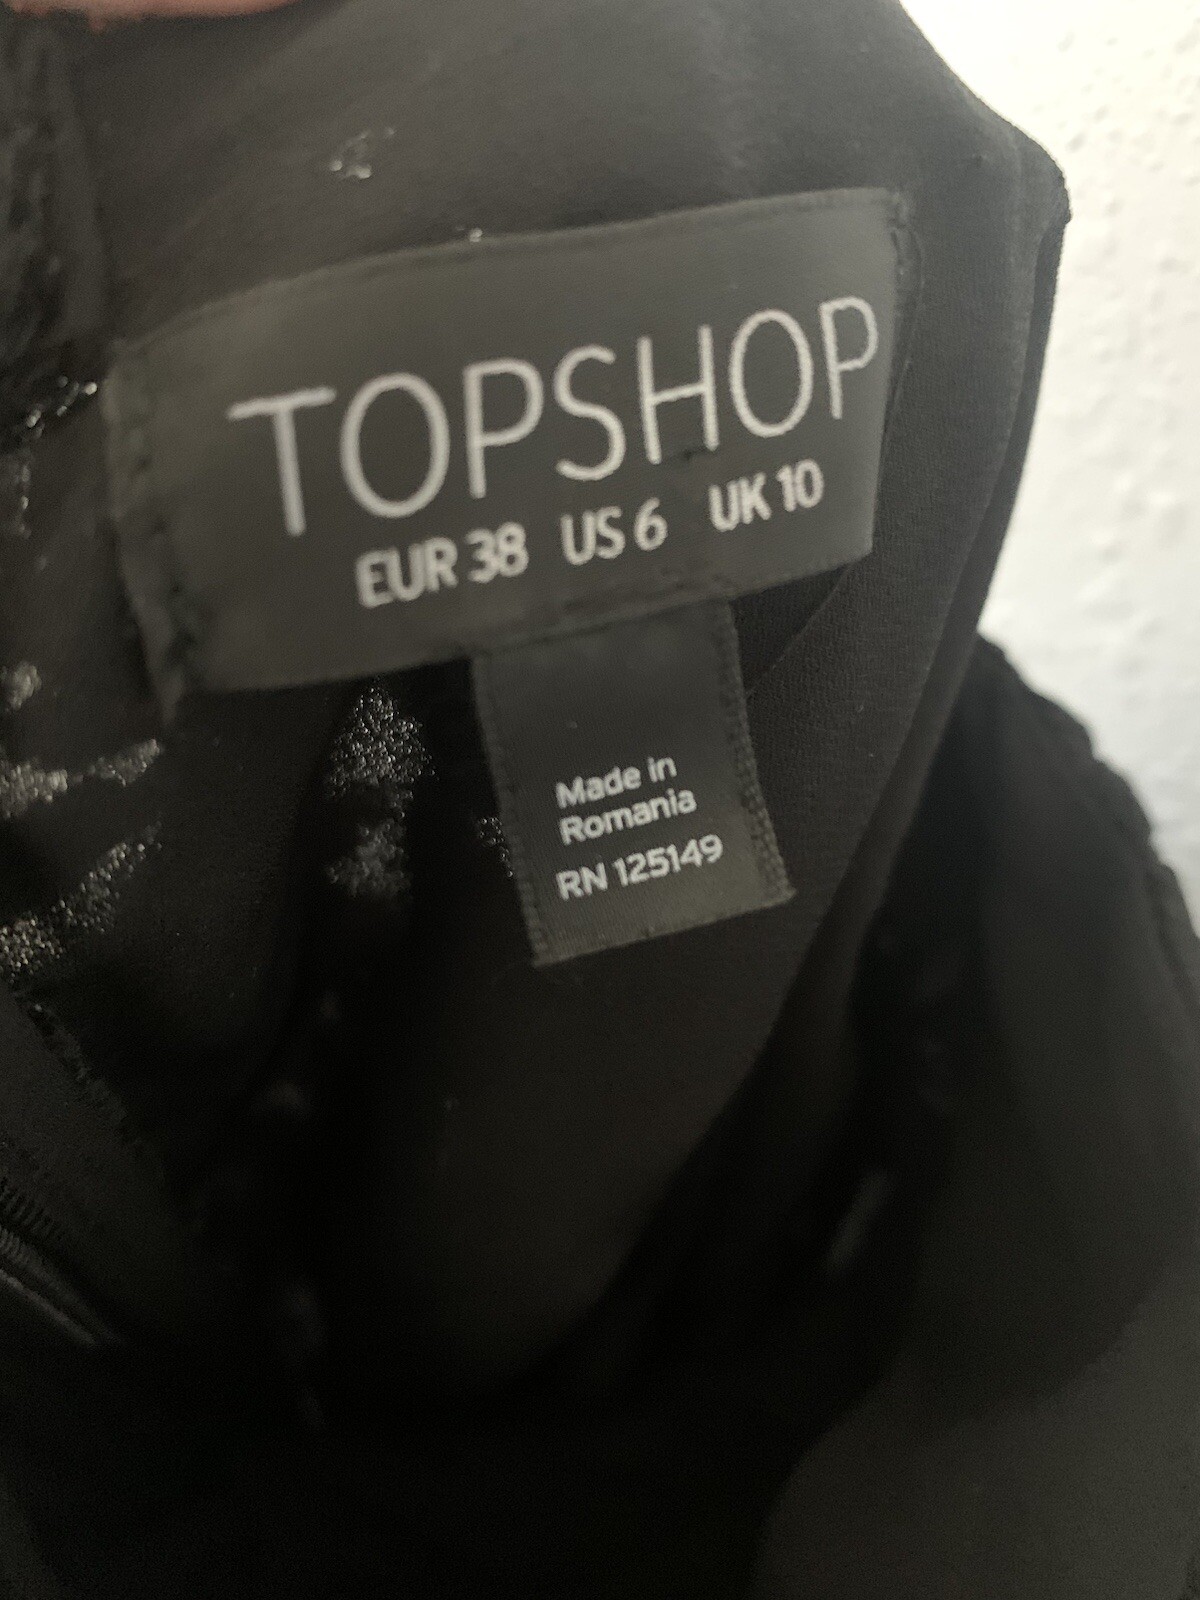 TOPSHOP
EUR 38 US 6 UK 10
Made in
Romania
RN 125149